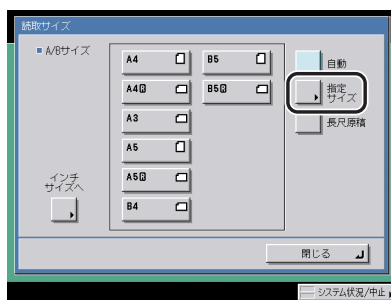 読取サイズ
A/Bサイズ
A4
B5
自動
A4R
B5R
指定
サイズ
A3
長尺原稿
A5
インチ
サイズへ
A5R
B4
閉じる
システム状況/中止